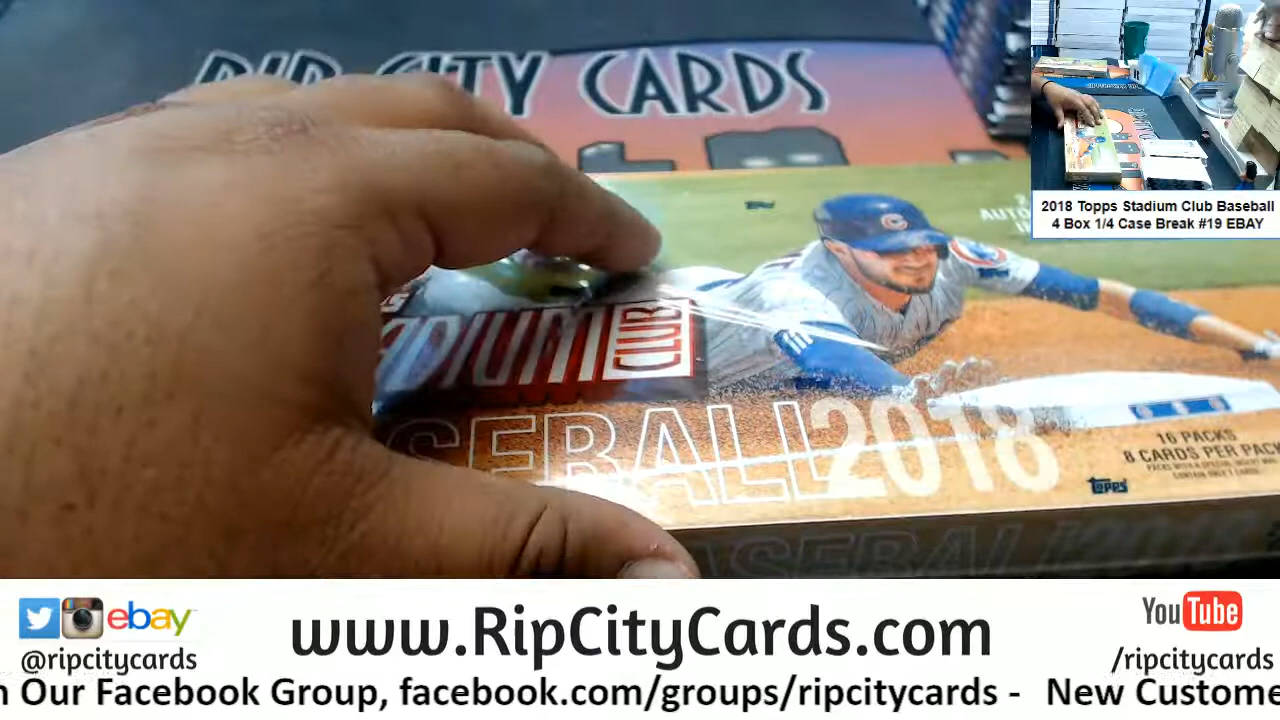 RIP CITY CARDS
STADIUM CLUB
BASEBALL 2018
16 PACKS
8 CARDS PER PACK
Topps
2018 Topps Stadium Club Baseball
4 Box 1/4 Case Break #19 EBAY
ebay
@ripcitycards
www.RipCityCards.com
YouTube
/ripcitycards
n Our Facebook Group, facebook.com/groups/ripcitycards - New Custome